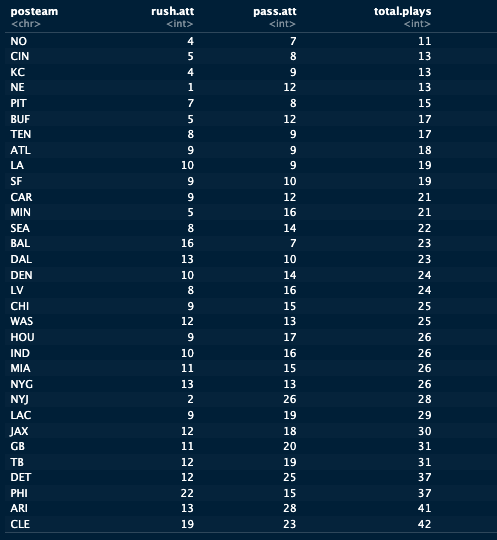 posteam rush.att pass.att total.plays
<chr> <int> <int> <int>
NO 4 7 11
CIN 5 8 13
KC 4 9 13
NE 1 12 13
PIT 7 8 15
BUF 5 12 17
TEN 8 9 17
ATL 9 9 18
LA 10 9 19
SF 9 10 19
CAR 9 12 21
MIN 5 16 21
SEA 8 14 22
BAL 16 7 23
DAL 13 10 23
DEN 10 14 24
LV 8 16 24
CHI 9 15 25
WAS 12 13 25
HOU 9 17 26
IND 10 16 26
MIA 11 15 26
NYG 13 13 26
NYJ 2 26 28
LAC 9 19 29
JAX 12 18 30
GB 11 20 31
TB 12 19 31
DET 12 25 37
PHI 22 15 37
ARI 13 28 41
CLE 19 23 42